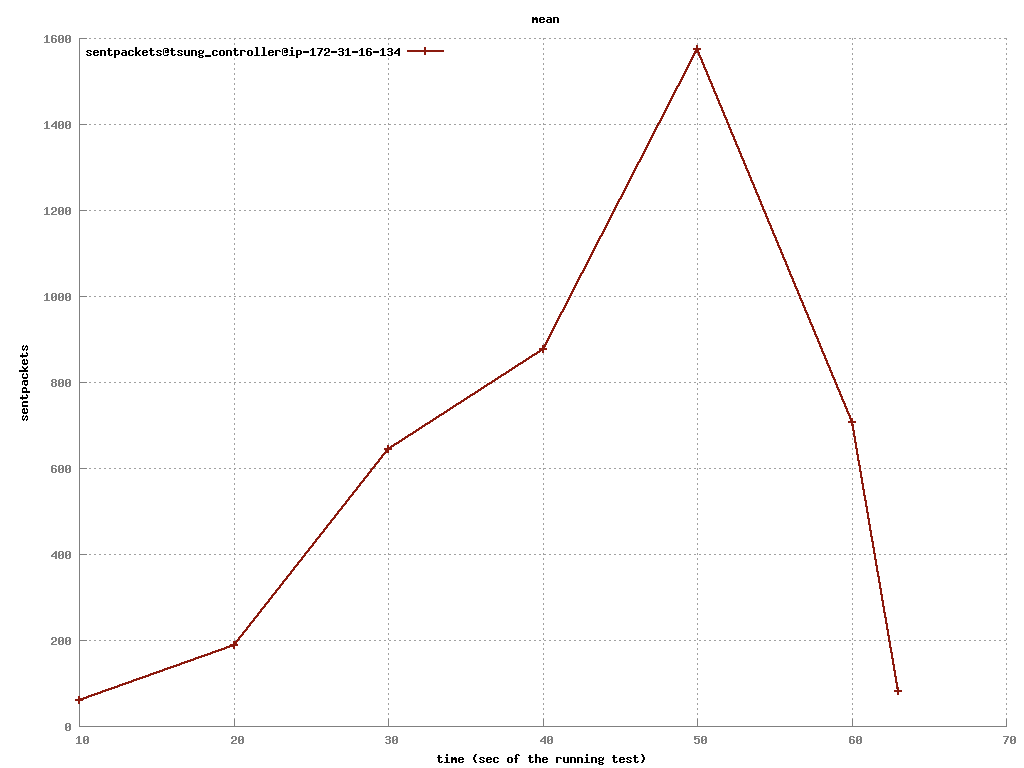 mean
1600
sentpackets@tsung_controller@ip-172-31-16-134
1400
1200
1000
800
600
400
200
0
sentpackets
10 20 30 40 50 60 70
time (sec of the running test)